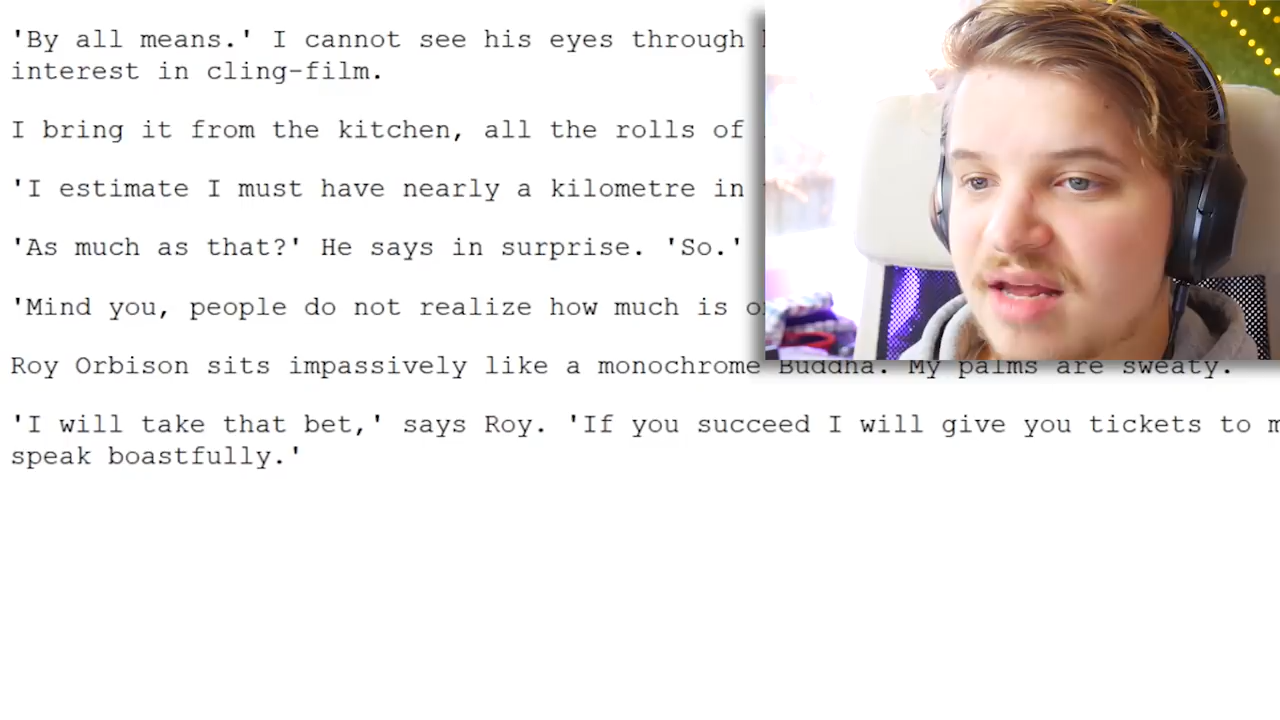 'By all means.' I cannot see his eyes through
interest in cling-film.
I bring it from the kitchen, all the rolls of
'I estimate I must have nearly a kilometre in
'As much as that?' He says in surprise. 'So.'
'Mind you, people do not realize how much is
Roy Orbison sits impassively like a monochrome Buddha. My palms are sweaty.
'I will take that bet,' says Roy. 'If you succeed I will give you tickets to
speak boastfully.'